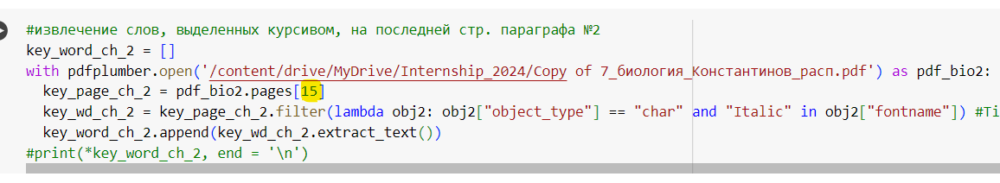 #извлечение слов, выделенных курсивом, на последней стр. параграфа №2
key_word_ch_2 = []
with pdfplumber.open('/content/drive/MyDrive/Internship_2024/Copy of 7_биология_Константинов_расп.pdf') as pdf_bio2:
  key_page_ch_2 = pdf_bio2.pages[15]
  key_wd_ch_2 = key_page_ch_2.filter(lambda obj2: obj2["object_type"] == "char" and "Italic" in obj2["fontname"]) #Ti
  key_word_ch_2.append(key_wd_ch_2.extract_text())
#print(*key_word_ch_2, end = '\n')